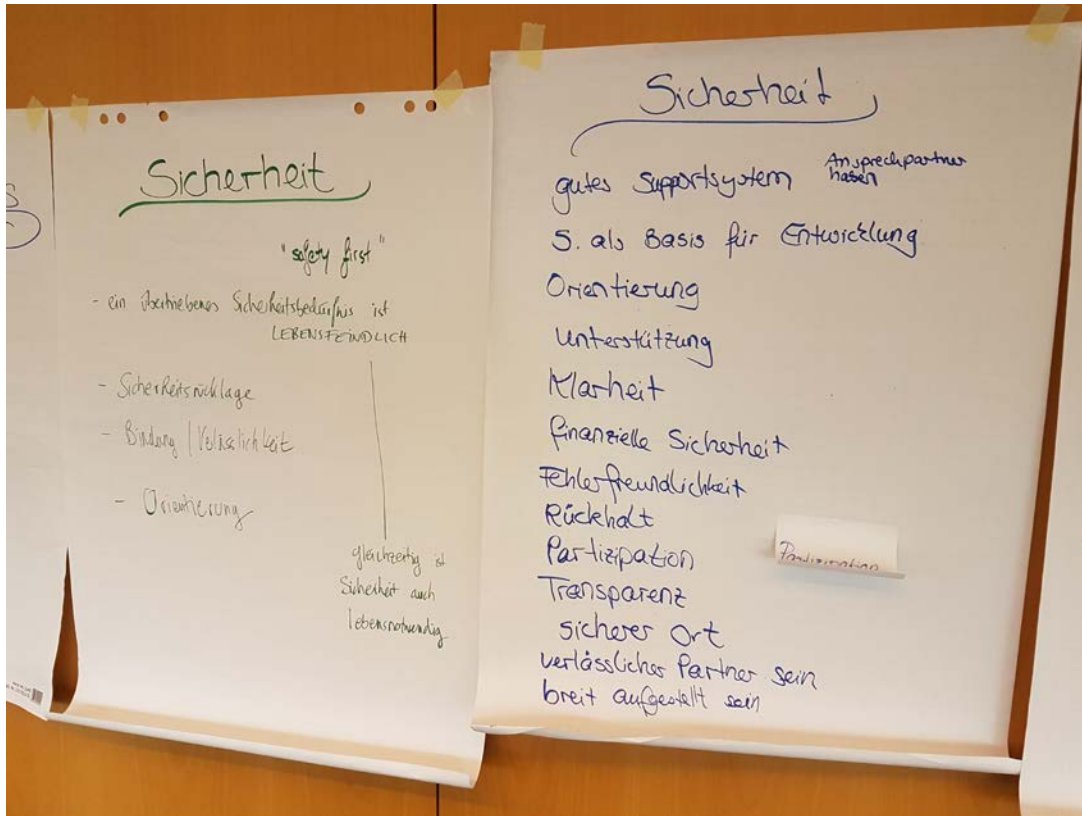 S
Sicherheit
"safety first"
- ein übertriebenes Sicherheitsbedürfnis ist
LEBENSFEINDLICH
- Sicherheitsrücklage
- Bindung / Verlässlichkeit
- Orientierung
gleichzeitig ist
Sicherheit auch
lebensnotwendig
Sicherheit
gutes Supportsystem
Ansprechpartner
haben
S. als Basis für Entwicklung
Orientierung
Unterstützung
Klarheit
finanzielle Sicherheit
Fehlerfreundlichkeit
Rückhalt
Partizipation
Partizipation
Transparenz
sicherer Ort
verlässlicher Partner sein
breit aufgestellt sein